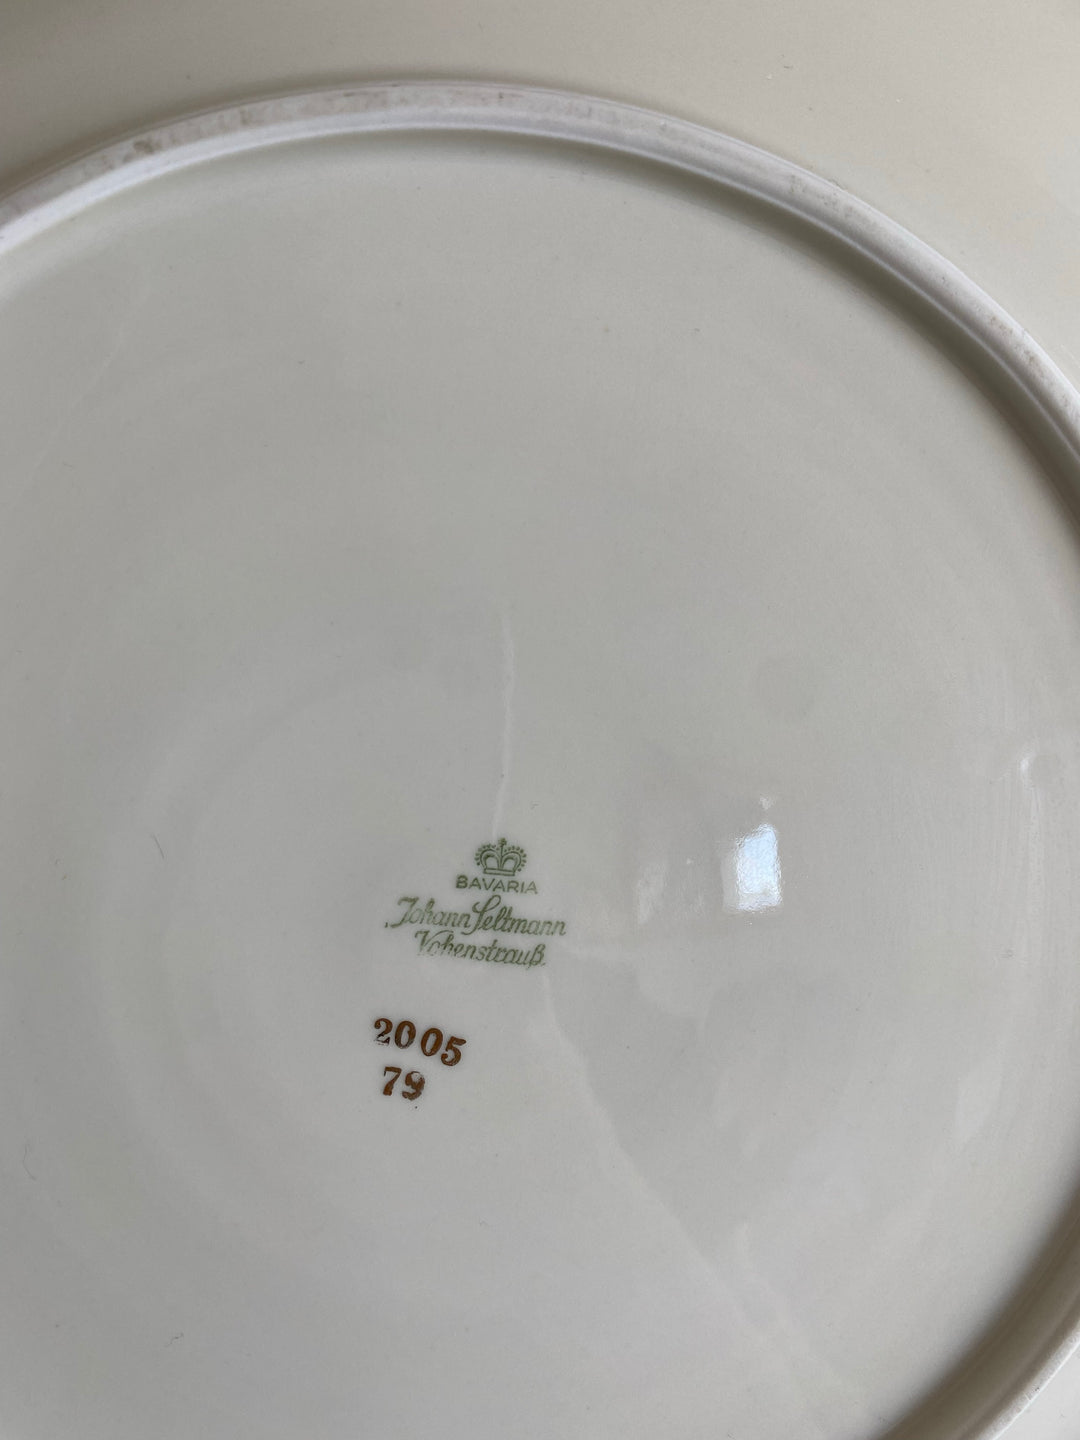 BAVARIA
Johann Seltmann
Vohenstrauß
2005
79